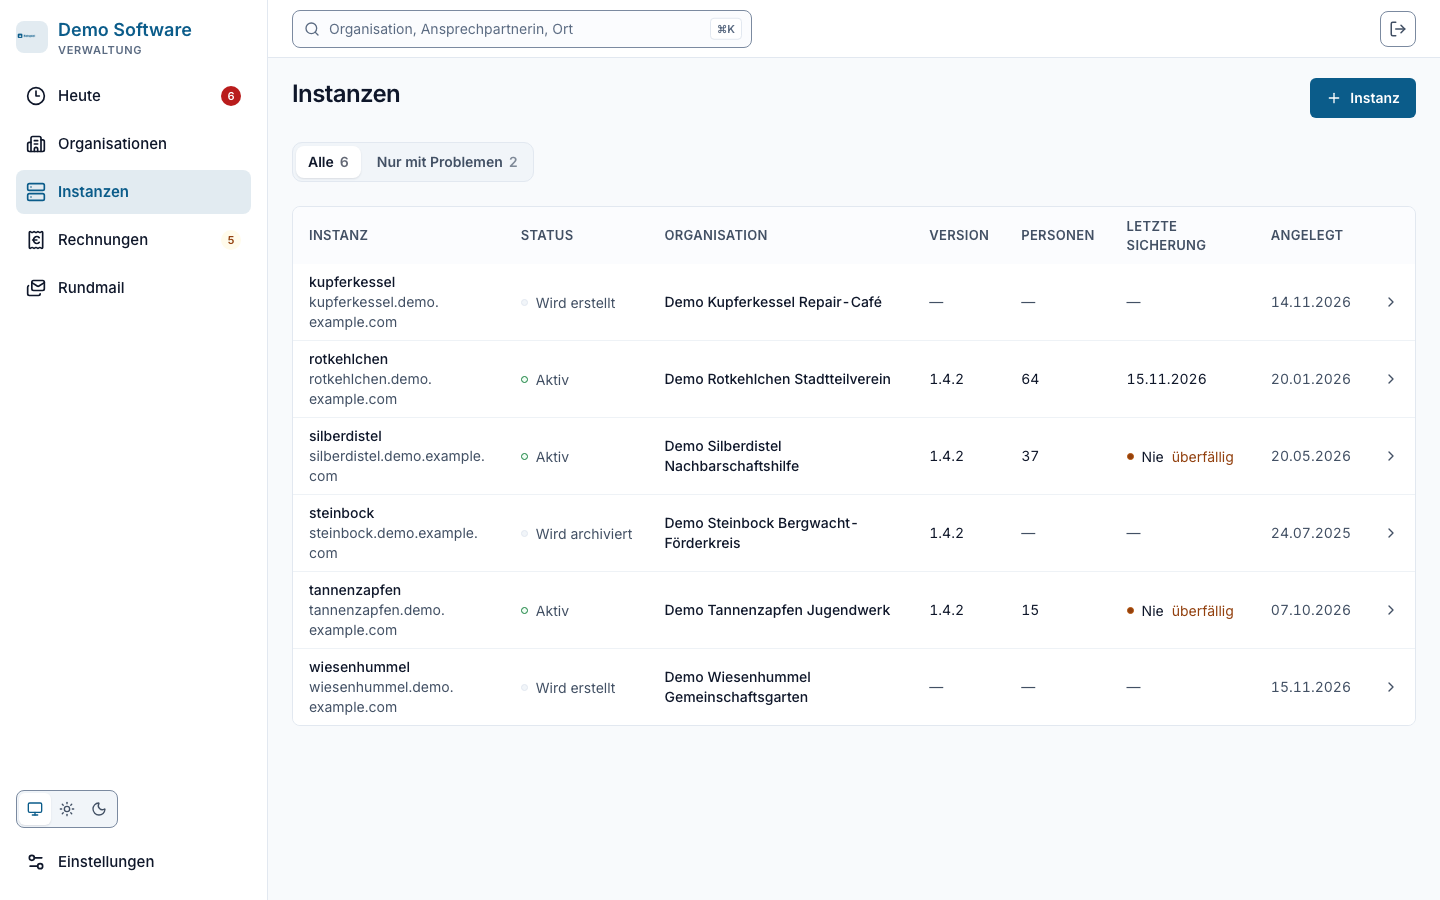 Demo Software
VERWALTUNG
Heute 6
Organisationen
Instanzen
Rechnungen 5
Rundmail
Einstellungen
Organisation, Ansprechpartnerin, Ort ⌘K
Instanzen
Instanz
Alle 6 Nur mit Problemen 2
INSTANZ STATUS ORGANISATION VERSION PERSONEN LETZTE
SICHERUNG ANGELEGT
kupferkessel
kupferkessel.demo.
example.com
Wird erstellt
Demo Kupferkessel Repair-Café
— — — 14.11.2026
rotkehlchen
rotkehlchen.demo.
example.com
Aktiv
Demo Rotkehlchen Stadtteilverein
1.4.2 64 15.11.2026 20.01.2026
silberdistel
silberdistel.demo.example.
com
Aktiv
Demo Silberdistel
Nachbarschaftshilfe
1.4.2 37 Nie überfällig 20.05.2026
steinbock
steinbock.demo.example.
com
Wird archiviert
Demo Steinbock Bergwacht-
Förderkreis
1.4.2 — — 24.07.2025
tannenzapfen
tannenzapfen.demo.
example.com
Aktiv
Demo Tannenzapfen Jugendwerk
1.4.2 15 Nie überfällig 07.10.2026
wiesenhummel
wiesenhummel.demo.
example.com
Wird erstellt
Demo Wiesenhummel
Gemeinschaftsgarten
— — — 15.11.2026